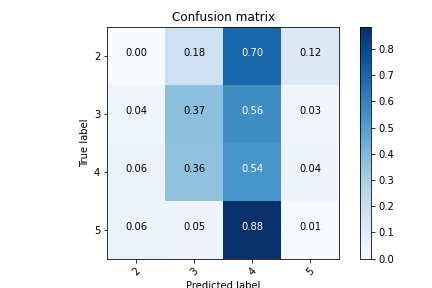 Confusion matrix
True label
2 0.00 0.18 0.70 0.12
3 0.04 0.37 0.56 0.03
4 0.06 0.36 0.54 0.04
5 0.06 0.05 0.88 0.01
2 3 4 5
Predicted label
0.8
0.7
0.6
0.5
0.4
0.3
0.2
0.1
0.0